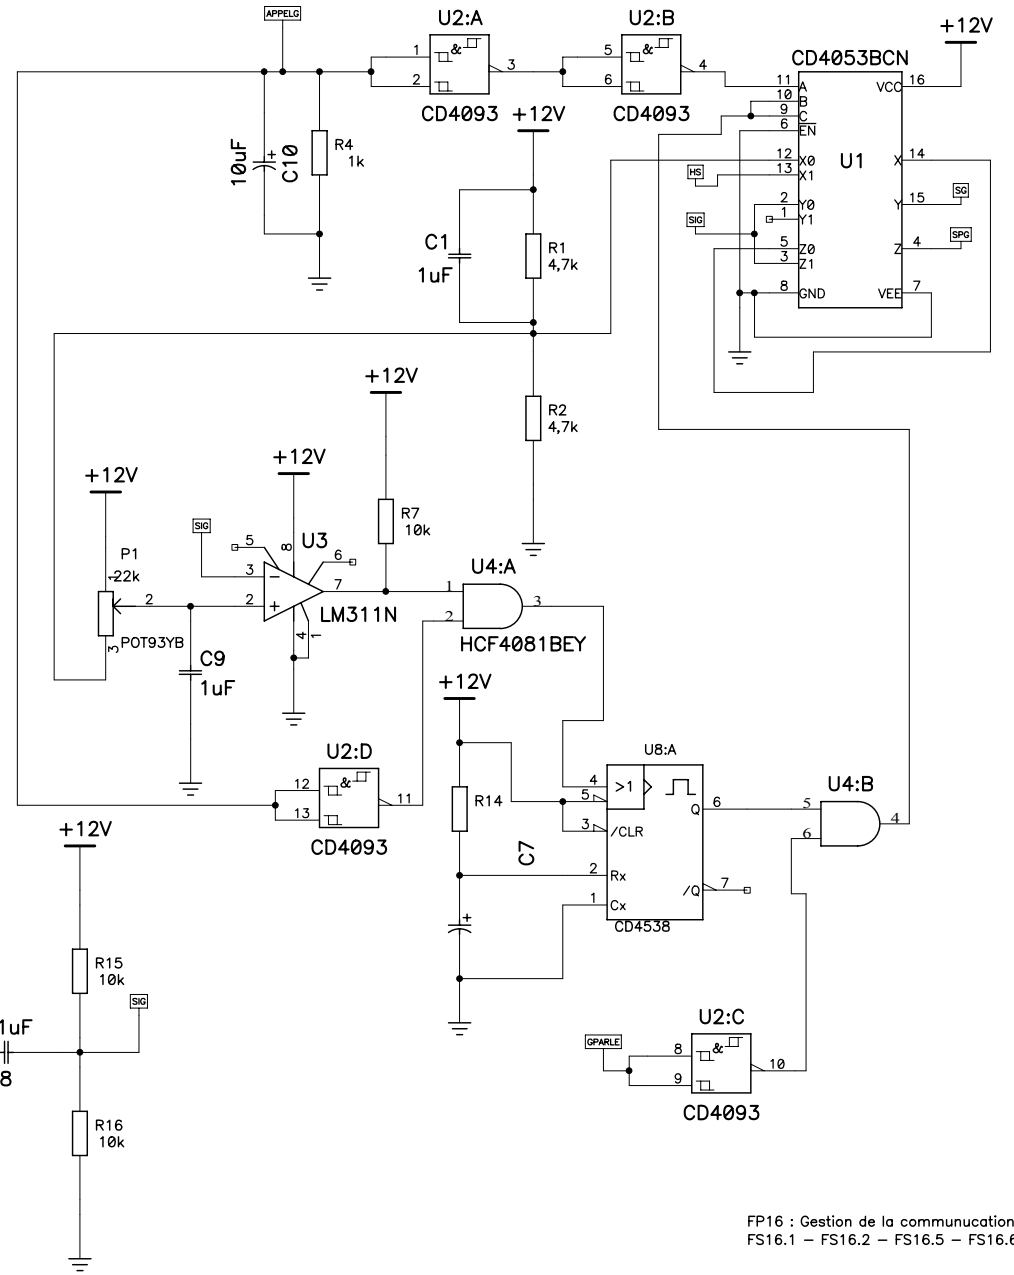 APPELG
U2:A
U2:B
+12V
CD4053BCN
1
&
2
3
5
&
6
4
CD4093
CD4093
11 A
10 B
9 C
6 EN
12 X0
13 X1
2 Y0
1 Y1
5 Z0
3 Z1
8 GND
U1
VCC 16
X 14
Y 15
Z 4
VEE 7
HS
SIG
SG
SPG
10uF
C10
R4
1k
+12V
C1
1uF
R1
4,7k
R2
4,7k
+12V
R7
10k
+12V
+12V
SIG
5
8
U3
6
3
2
7
4
1
LM311N
P1
22k
1
2
3
POT93YB
C9
1uF
U4:A
1
2
3
HCF4081BEY
+12V
R14
C7
U8:A
4
>1
5
3 /CLR
2 Rx
1 Cx
Q 6
/Q 7
CD4538
U4:B
5
6
4
U2:D
12
&
13
11
CD4093
+12V
R15
10k
SIG
1uF
8
R16
10k
U2:C
GPARLE
8
&
9
10
CD4093
FP16 : Gestion de la communucation
FS16.1 – FS16.2 – FS16.5 – FS16.6